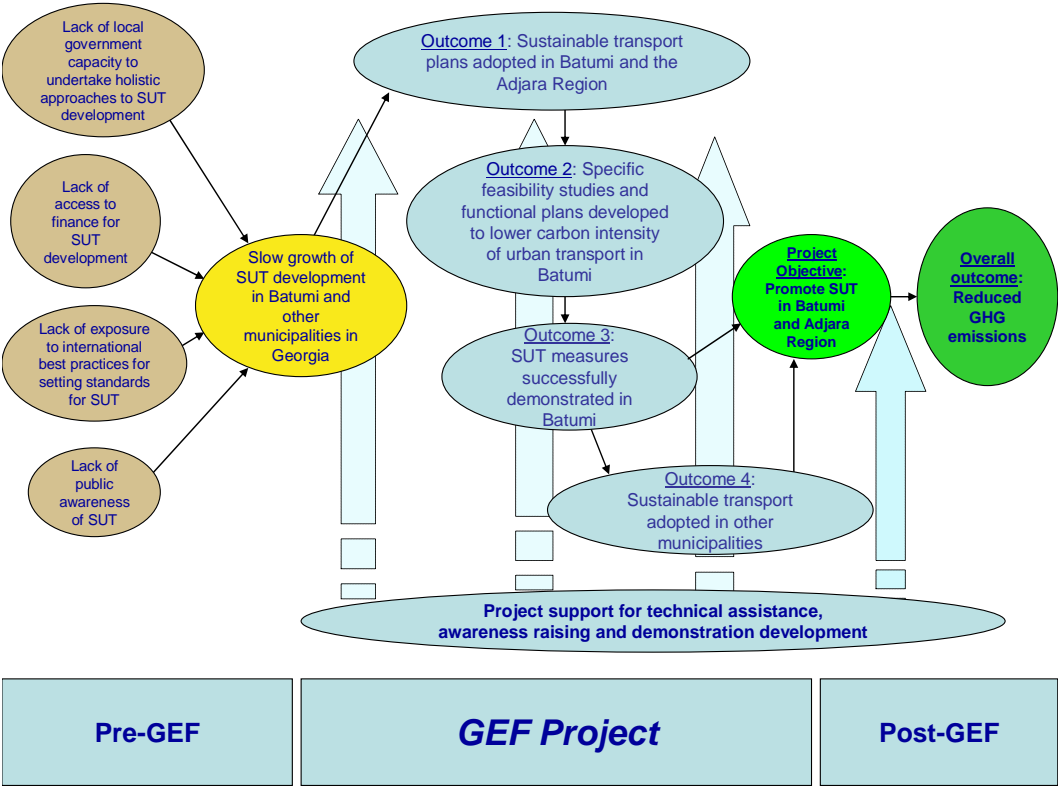 Lack of local
government
capacity to
undertake holistic
approaches to SUT
development
Lack of
access to
finance for
SUT
development
Lack of exposure
to international
best practices for
setting standards
for SUT
Lack of
public
awareness
of SUT
Slow growth of
SUT development
in Batumi and
other
municipalities in
Georgia
Outcome 1: Sustainable transport
plans adopted in Batumi and the
Adjara Region
Outcome 2: Specific
feasibility studies and
functional plans developed
to lower carbon intensity
of urban transport in
Batumi
Outcome 3:
SUT measures
successfully
demonstrated in
Batumi
Outcome 4:
Sustainable transport
adopted in other
municipalities
Project
Objective:
Promote SUT
in Batumi
and Adjara
Region
Overall
outcome:
Reduced
GHG
emissions
Project support for technical assistance,
awareness raising and demonstration development
Pre-GEF
GEF Project
Post-GEF